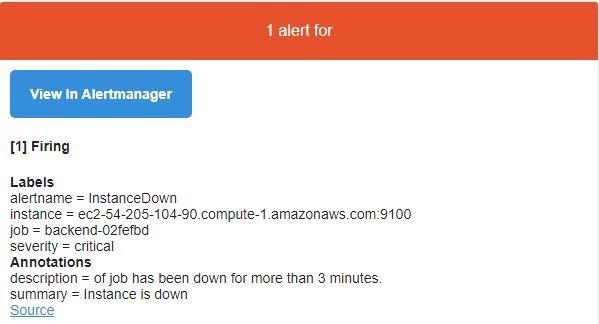 1 alert for
View In Alertmanager
[1] Firing
Labels
alertname = InstanceDown
instance = ec2-54-205-104-90.compute-1.amazonaws.com:9100
job = backend-02fefbd
severity = critical
Annotations
description = of job has been down for more than 3 minutes.
summary = Instance is down
Source